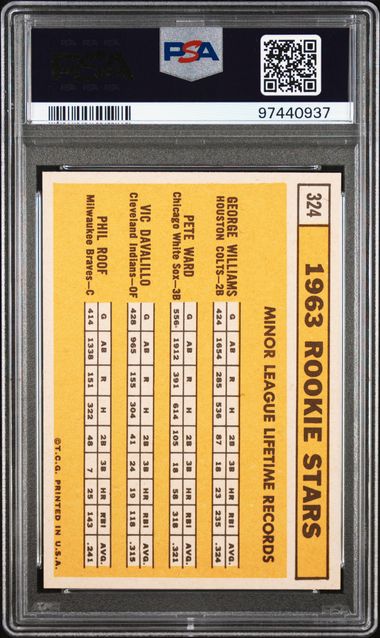 PSA
PSA
97440937
324
1963 ROOKIE STARS
MINOR LEAGUE LIFETIME RECORDS
GEORGE WILLIAMS
HOUSTON COLTS—2B
G AB R H 2B 3B HR RBI AVG.
424 1654 285 536 87 18 23 235 .324
PETE WARD
Chicago White Sox—3B
G AB R H 2B 3B HR RBI AVG.
556 1912 391 614 105 18 58 318 .321
VIC DAVALILLO
Cleveland Indians—OF
G AB R H 2B 3B HR RBI AVG.
428 965 155 304 41 24 19 118 .315
PHIL ROOF
Milwaukee Braves—C
G AB R H 2B 3B HR RBI AVG.
414 1338 151 322 48 7 25 143 .241
©T.C.G. PRINTED IN U.S.A.